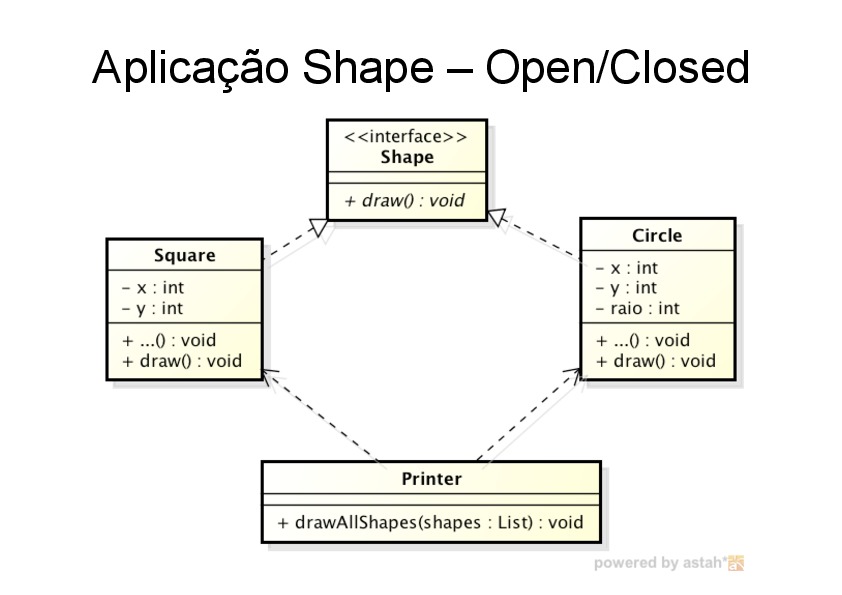 Aplicação Shape – Open/Closed
<<interface>>
Shape
+ draw() : void
Square
- x : int
- y : int
+ ...() : void
+ draw() : void
Circle
- x : int
- y : int
- raio : int
+ ...() : void
+ draw() : void
Printer
+ drawAllShapes(shapes : List) : void
powered by astah*